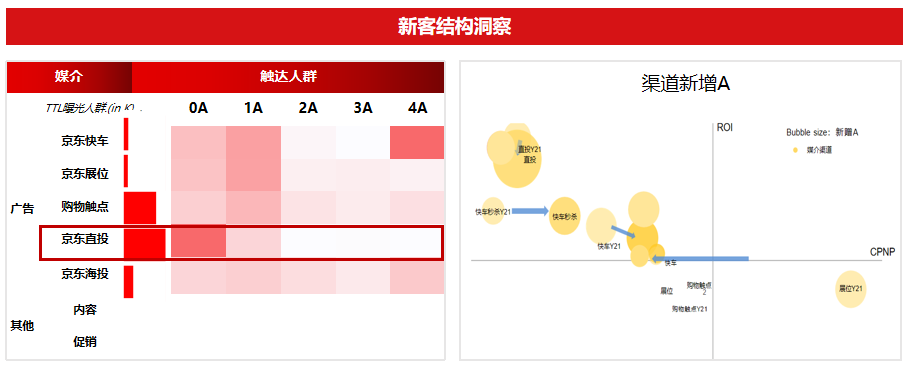 新客结构洞察
媒介
触达人群
TTL曝光人群(in K)
0A
1A
2A
3A
4A
京东快车
京东展位
广告
购物触点
京东直投
京东海投
其他
内容
促销
渠道新增A
ROI
Bubble size: 新增A
媒介渠道
直投Y21
直投
快车秒杀Y21
快车秒杀
快车Y21
CPNP
快车
展位
购物触点
2
购物触点Y21
展位Y21